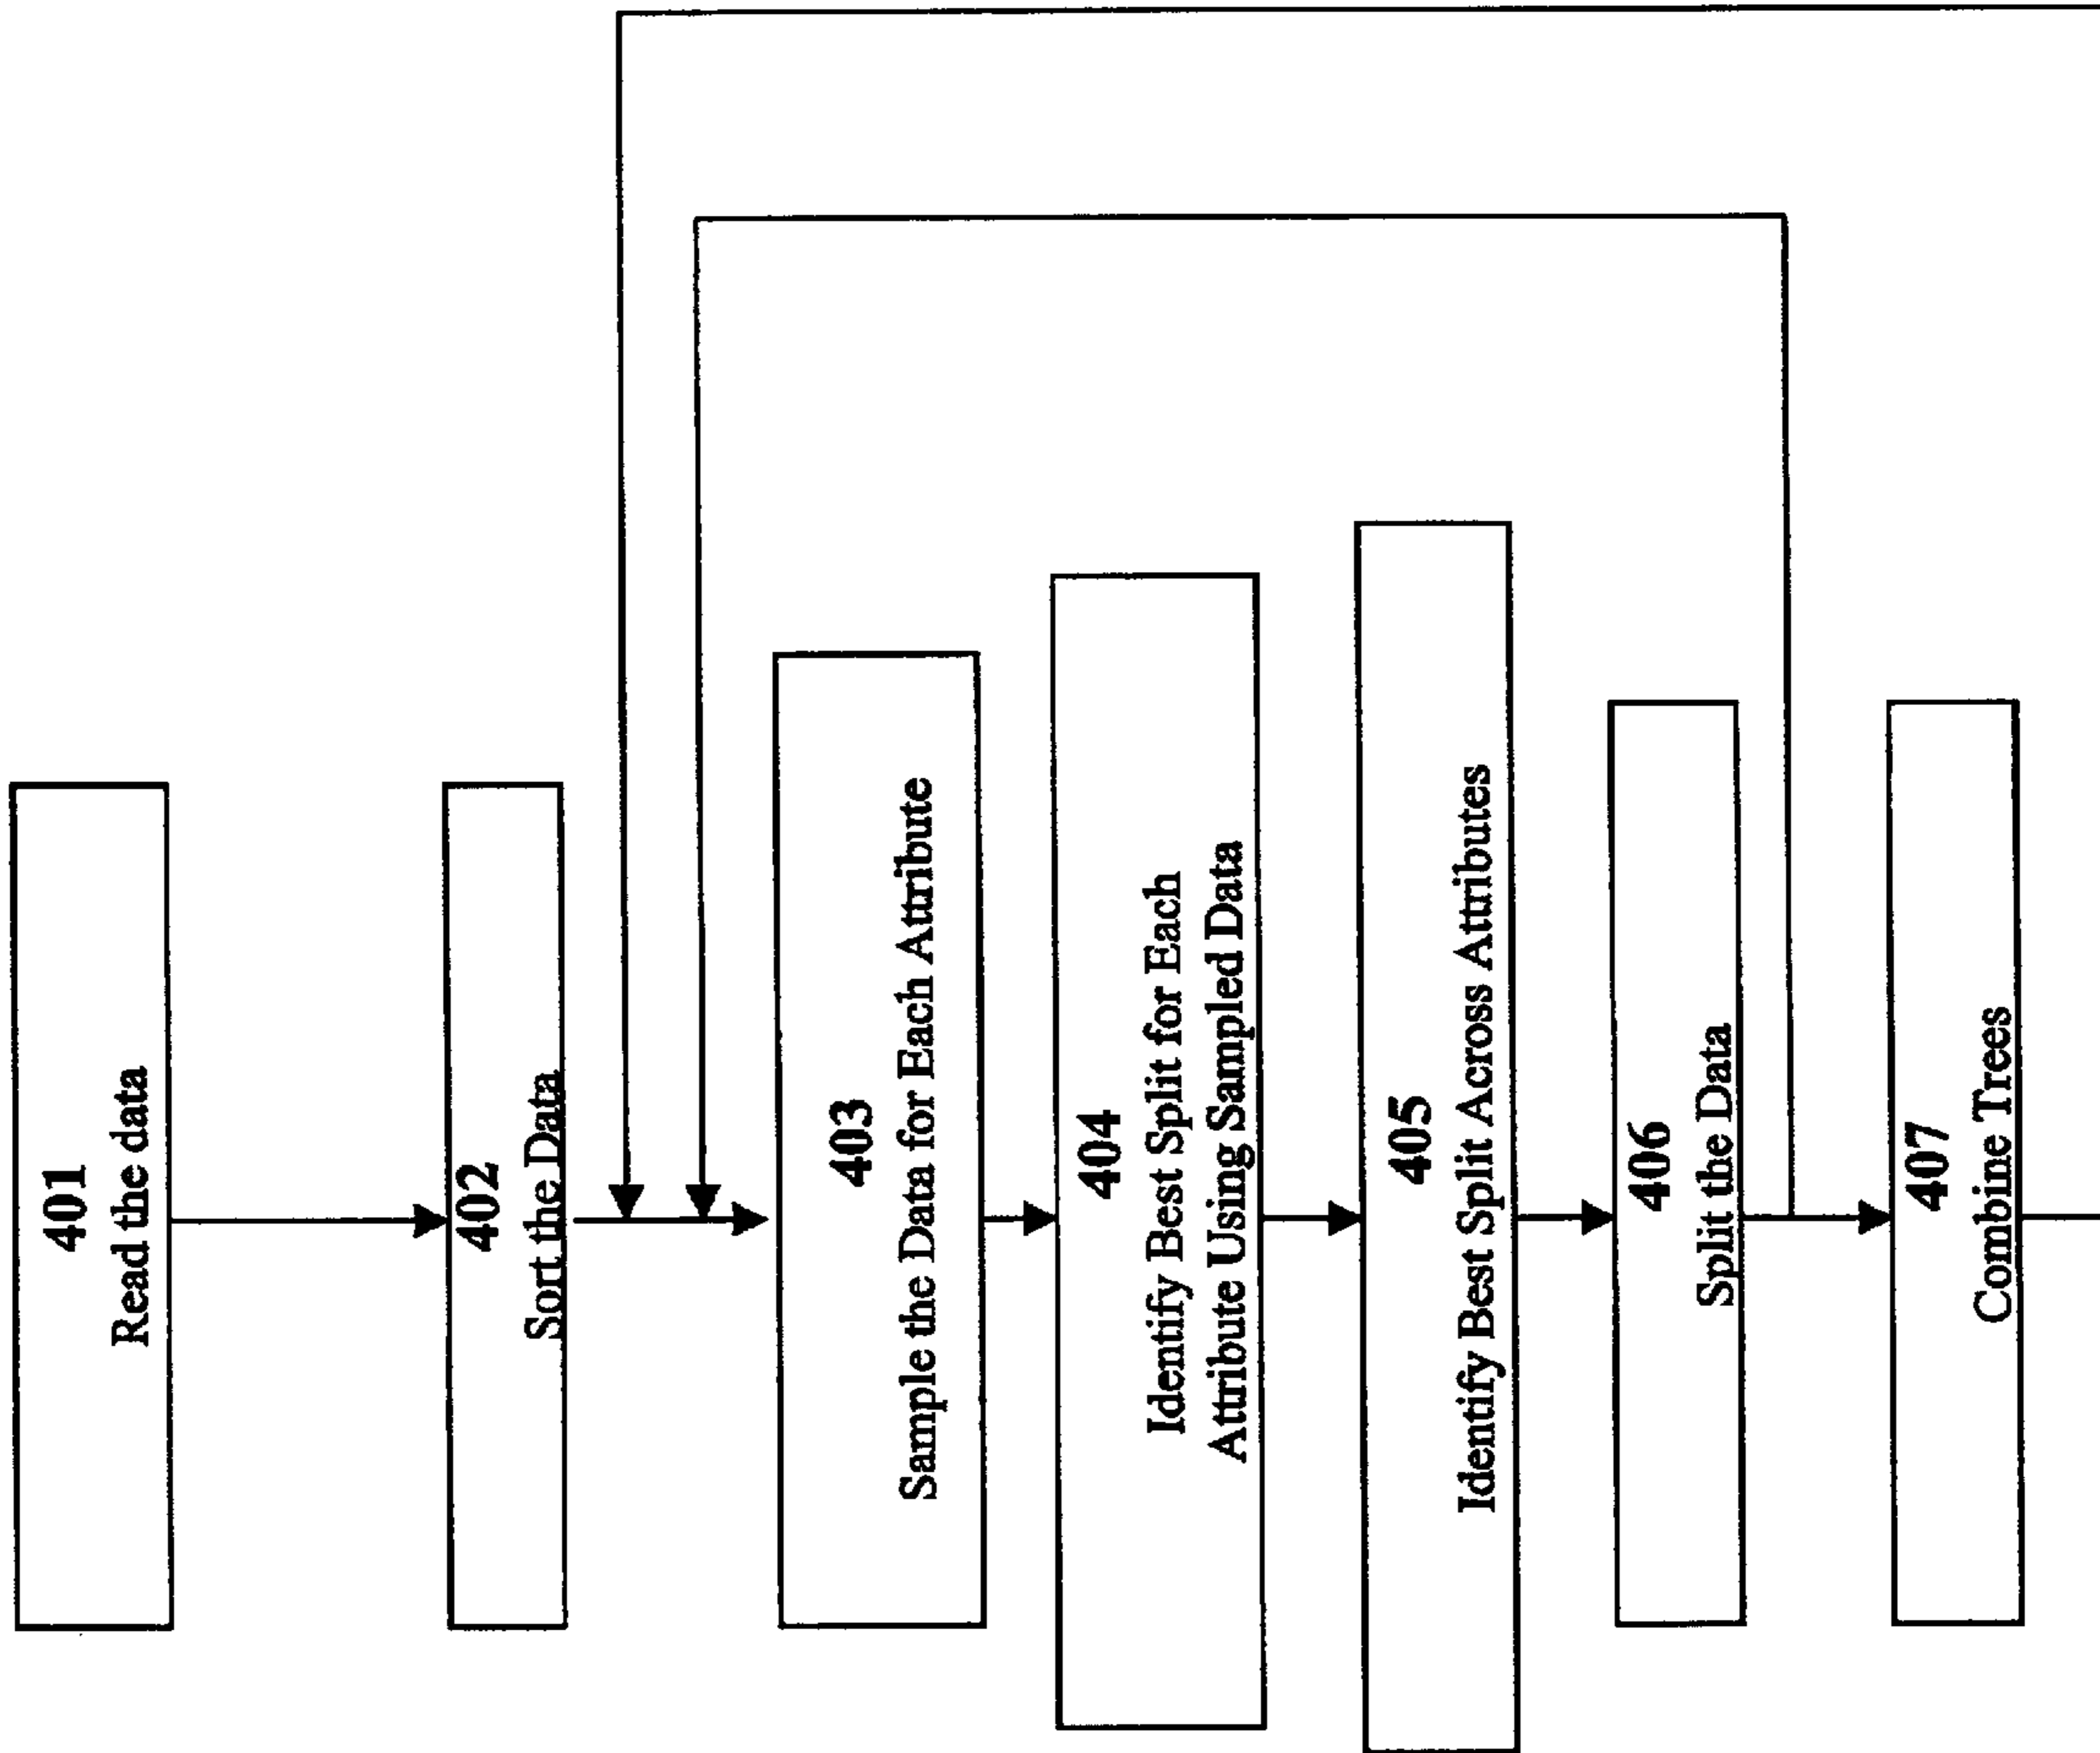 401
Read the data
402
Sort the Data
403
Sample the Data for Each Attribute
404
Identify Best Split for Each
Attribute Using Sampled Data
405
Identify Best Split Across Attributes
406
Split the Data
407
Combine Trees